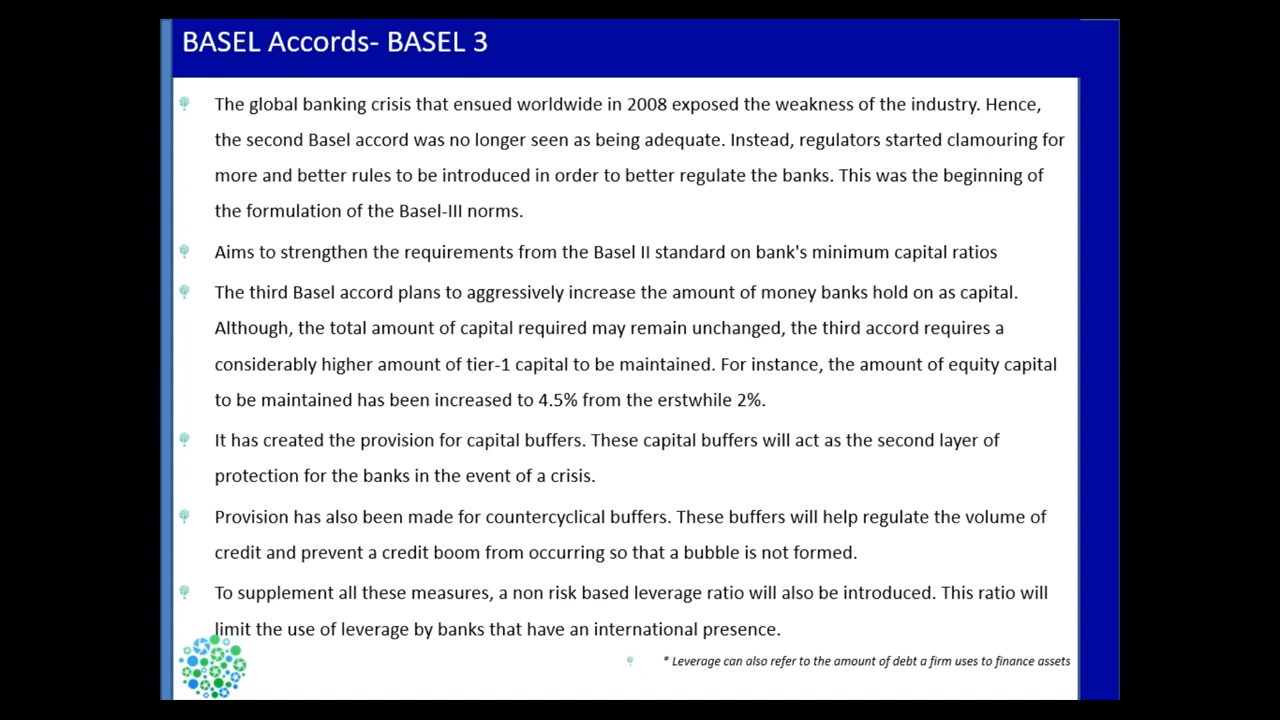 BASEL Accords- BASEL 3
The global banking crisis that ensued worldwide in 2008 exposed the weakness of the industry. Hence,
the second Basel accord was no longer seen as being adequate. Instead, regulators started clamouring for
more and better rules to be introduced in order to better regulate the banks. This was the beginning of
the formulation of the Basel-III norms.
Aims to strengthen the requirements from the Basel II standard on bank's minimum capital ratios
The third Basel accord plans to aggressively increase the amount of money banks hold on as capital.
Although, the total amount of capital required may remain unchanged, the third accord requires a
considerably higher amount of tier-1 capital to be maintained. For instance, the amount of equity capital
to be maintained has been increased to 4.5% from the erstwhile 2%.
It has created the provision for capital buffers. These capital buffers will act as the second layer of
protection for the banks in the event of a crisis.
Provision has also been made for countercyclical buffers. These buffers will help regulate the volume of
credit and prevent a credit boom from occurring so that a bubble is not formed.
To supplement all these measures, a non risk based leverage ratio will also be introduced. This ratio will
limit the use of leverage by banks that have an international presence.
* Leverage can also refer to the amount of debt a firm uses to finance assets